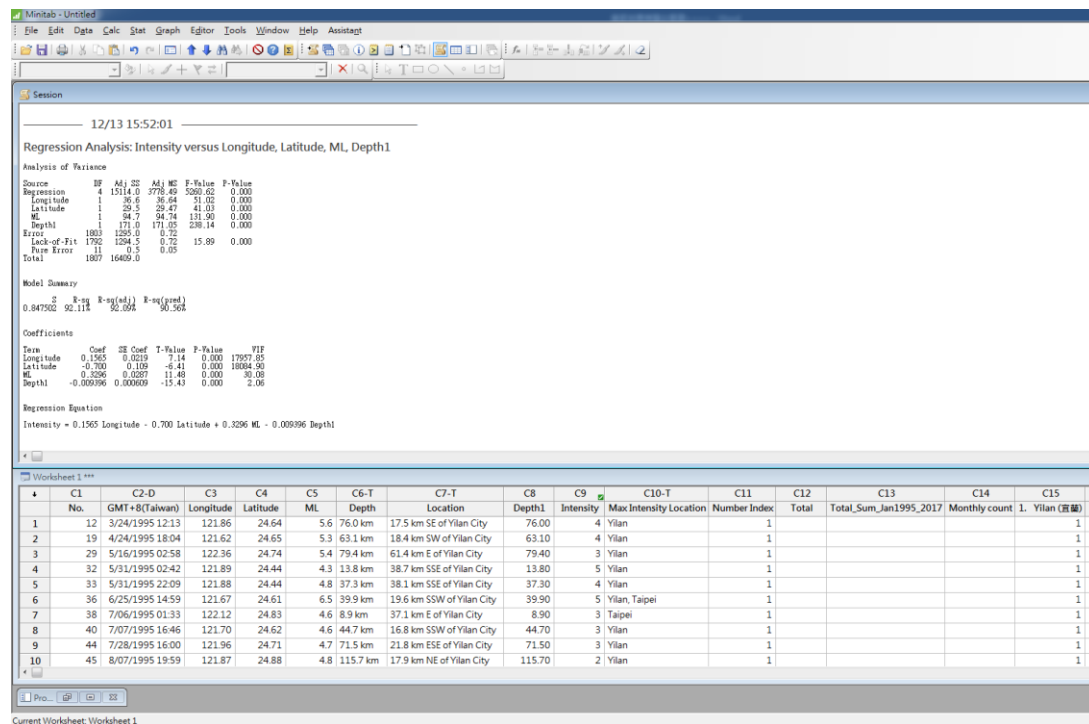 Minitab - Untitled
File Edit Data Calc Stat Graph Editor Tools Window Help Assistant
Session
12/13 15:52:01
Regression Analysis: Intensity versus Longitude, Latitude, ML, Depth1
Analysis of Variance
Source DF Adj SS Adj MS F-Value P-Value
Regression 4 15114.0 3778.49 5260.62 0.000
Longitude 1 36.6 36.64 51.02 0.000
Latitude 1 29.5 29.47 41.03 0.000
ML 1 94.7 94.74 131.90 0.000
Depth1 1 171.0 171.05 238.14 0.000
Error 1803 1295.0 0.72
Lack-of-Fit 1792 1294.5 0.72 15.89 0.000
Pure Error 11 0.5 0.05
Total 1807 16409.0
Model Summary
S R-sq R-sq(adj) R-sq(pred)
0.847502 92.11% 92.09% 90.56%
Coefficients
Term Coef SE Coef T-Value P-Value VIF
Longitude 0.1565 0.0219 7.14 0.000 17957.85
Latitude -0.700 0.109 -6.41 0.000 18084.90
ML 0.3296 0.0287 11.48 0.000 30.08
Depth1 -0.009396 0.000609 -15.43 0.000 2.06
Regression Equation
Intensity = 0.1565 Longitude - 0.700 Latitude + 0.3296 ML - 0.009396 Depth1
Worksheet 1 ***
C1 C2-D C3 C4 C5 C6-T C7-T C8 C9 C10-T C11 C12 C13 C14 C15
No. GMT+8(Taiwan) Longitude Latitude ML Depth Location Depth1 Intensity Max Intensity Location Number Index Total Total_Sum_Jan1995_2017 Monthly count 1. Yilan (宜蘭)
1 12 3/24/1995 12:13 121.86 24.64 5.6 76.0 km 17.5 km SE of Yilan City 76.00 4 Yilan 1 1
2 19 4/24/1995 18:04 121.62 24.65 5.3 63.1 km 18.4 km SW of Yilan City 63.10 4 Yilan 1 1
3 29 5/16/1995 02:58 122.36 24.74 5.4 79.4 km 61.4 km E of Yilan City 79.40 3 Yilan 1 1
4 32 5/31/1995 02:42 121.89 24.44 4.3 13.8 km 38.7 km SSE of Yilan City 13.80 5 Yilan 1 1
5 33 5/31/1995 22:09 121.88 24.44 4.8 37.3 km 38.1 km SSE of Yilan City 37.30 4 Yilan 1 1
6 36 6/25/1995 14:59 121.67 24.61 6.5 39.9 km 19.6 km SSW of Yilan City 39.90 5 Yilan, Taipei 1 1
7 38 7/06/1995 01:33 122.12 24.83 4.6 8.9 km 37.1 km E of Yilan City 8.90 3 Taipei 1 1
8 40 7/07/1995 16:46 121.70 24.62 4.6 44.7 km 16.8 km SSW of Yilan City 44.70 3 Yilan 1 1
9 44 7/28/1995 16:00 121.96 24.71 4.7 71.5 km 21.8 km ESE of Yilan City 71.50 3 Yilan 1 1
10 45 8/07/1995 19:59 121.87 24.88 4.8 115.7 km 17.9 km NE of Yilan City 115.70 2 Yilan 1 1
Pro...
Current Worksheet: Worksheet 1